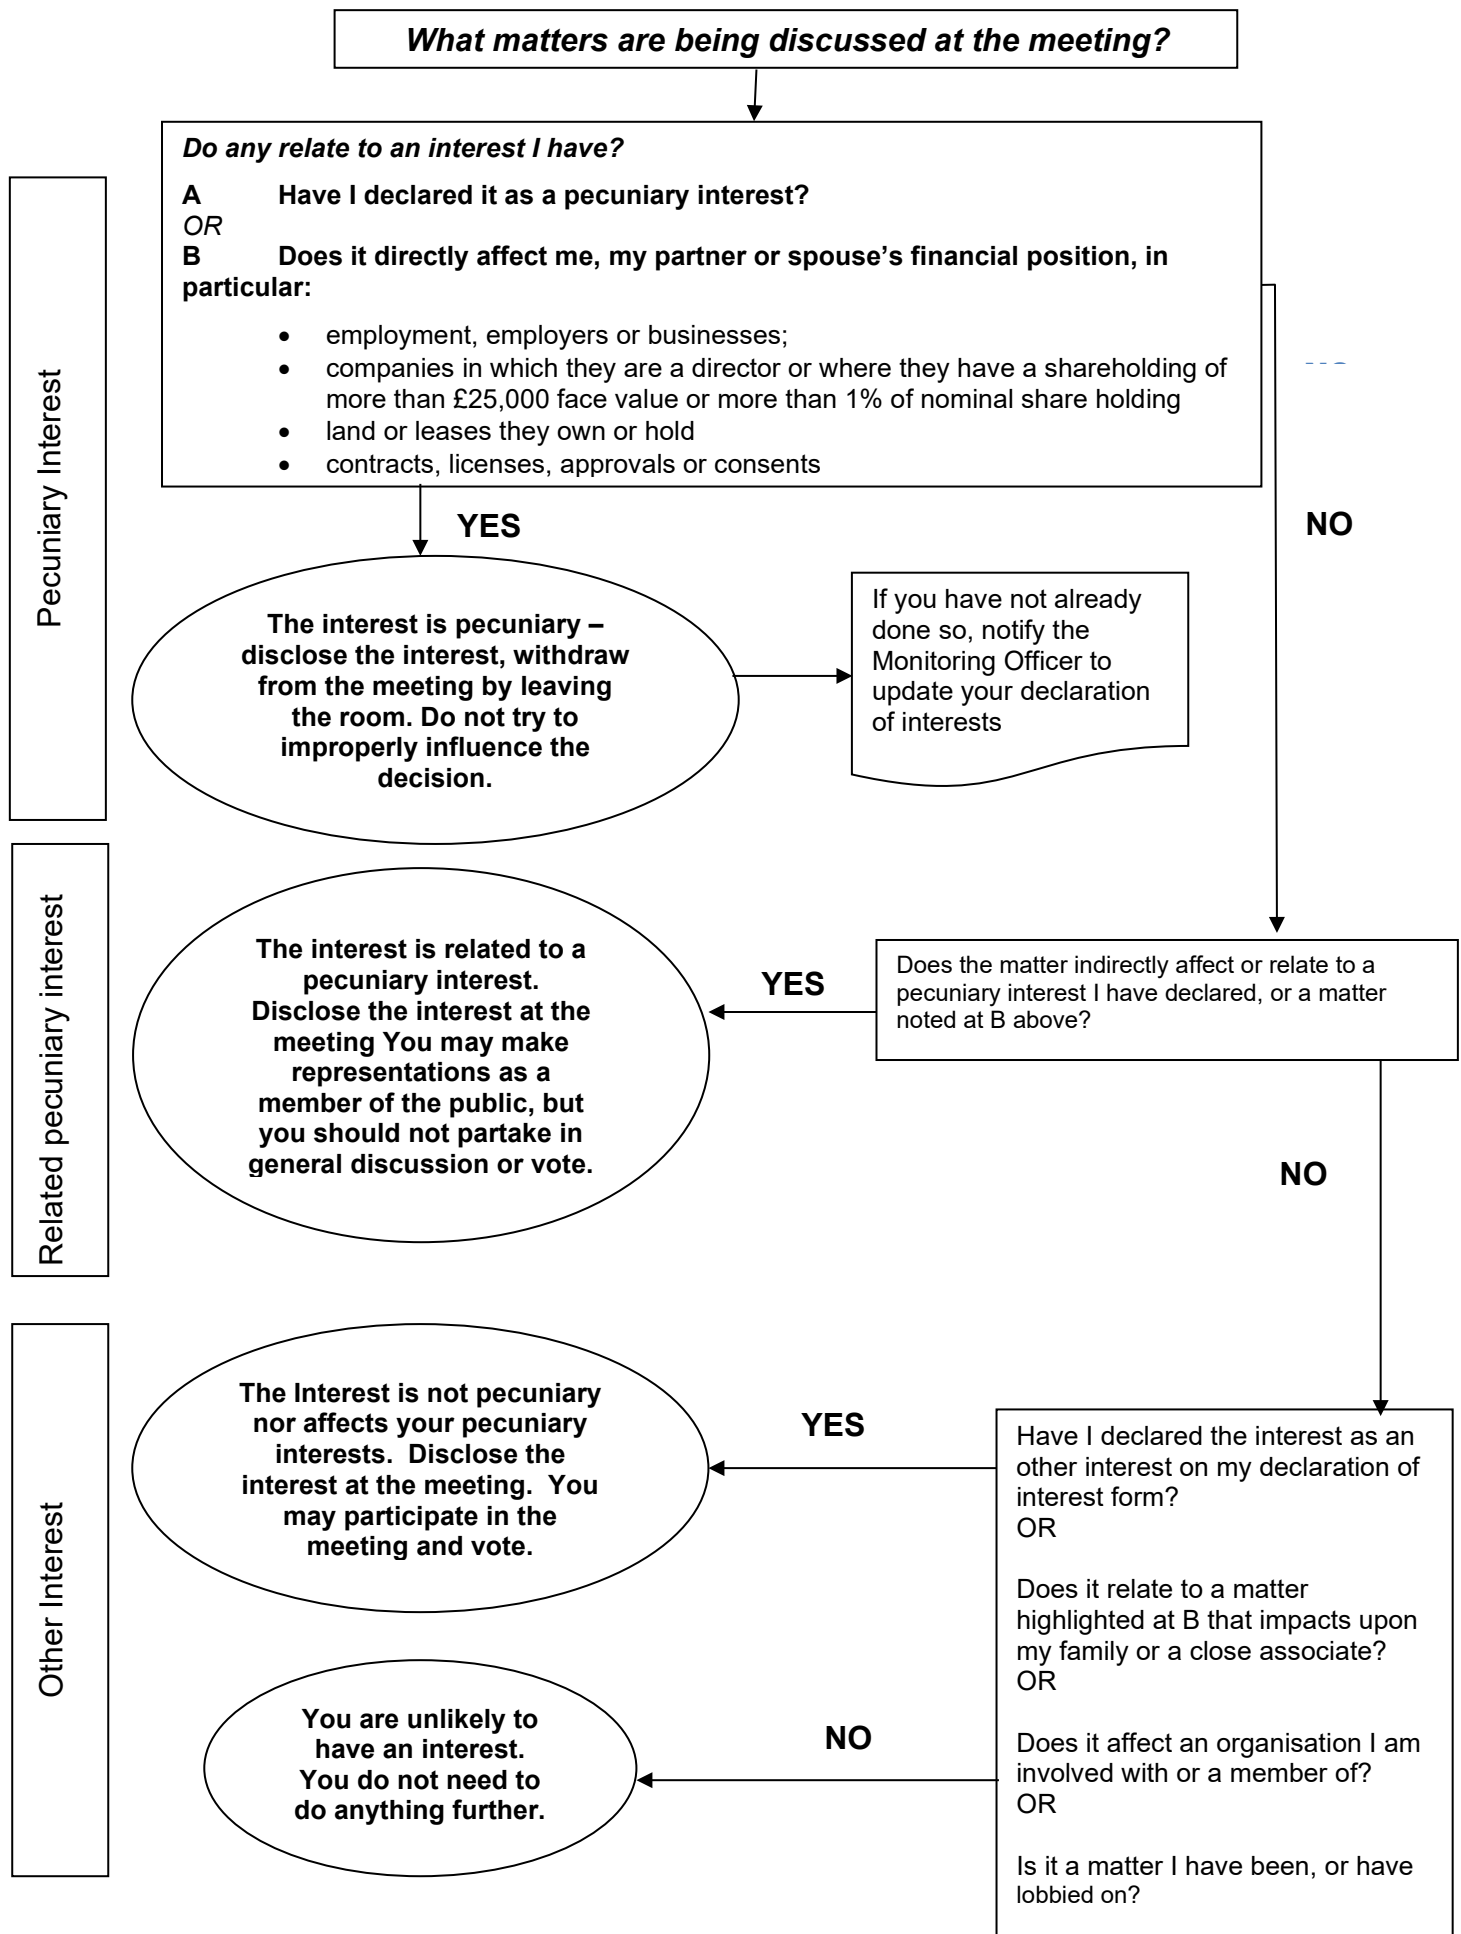 What matters are being discussed at the meeting?
Do any relate to an interest I have?
A Have I declared it as a pecuniary interest?
OR
B Does it directly affect me, my partner or spouse’s financial position, in
particular:
• employment, employers or businesses;
• companies in which they are a director or where they have a shareholding of
more than £25,000 face value or more than 1% of nominal share holding
• land or leases they own or hold
• contracts, licenses, approvals or consents
Pecuniary Interest
YES
NO
The interest is pecuniary –
disclose the interest, withdraw
from the meeting by leaving
the room. Do not try to
improperly influence the
decision.
If you have not already
done so, notify the
Monitoring Officer to
update your declaration
of interests
Related pecuniary interest
The interest is related to a
pecuniary interest.
Disclose the interest at the
meeting You may make
representations as a
member of the public, but
you should not partake in
general discussion or vote.
YES
Does the matter indirectly affect or relate to a
pecuniary interest I have declared, or a matter
noted at B above?
NO
Other Interest
The Interest is not pecuniary
nor affects your pecuniary
interests. Disclose the
interest at the meeting. You
may participate in the
meeting and vote.
YES
Have I declared the interest as an
other interest on my declaration of
interest form?
OR
Does it relate to a matter
highlighted at B that impacts upon
my family or a close associate?
OR
Does it affect an organisation I am
involved with or a member of?
OR
Is it a matter I have been, or have
lobbied on?
NO
You are unlikely to
have an interest.
You do not need to
do anything further.